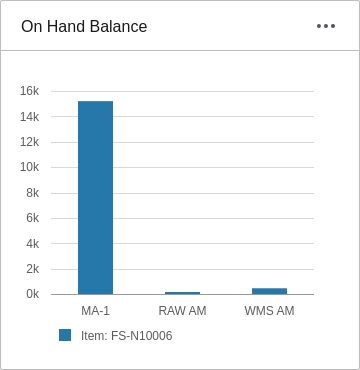 On Hand Balance
16k
14k
12k
10k
8k
6k
4k
2k
0k
MA-1 RAW AM WMS AM
Item: FS-N10006